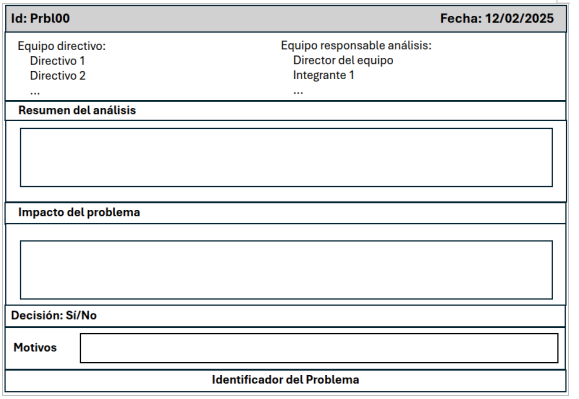 Id: Prbl00 Fecha: 12/02/2025
Equipo directivo: Equipo responsable análisis:
Directivo 1 Director del equipo
Directivo 2 Integrante 1
... ...
Resumen del análisis
Impacto del problema
Decisión: Sí/No
Motivos
Identificador del Problema